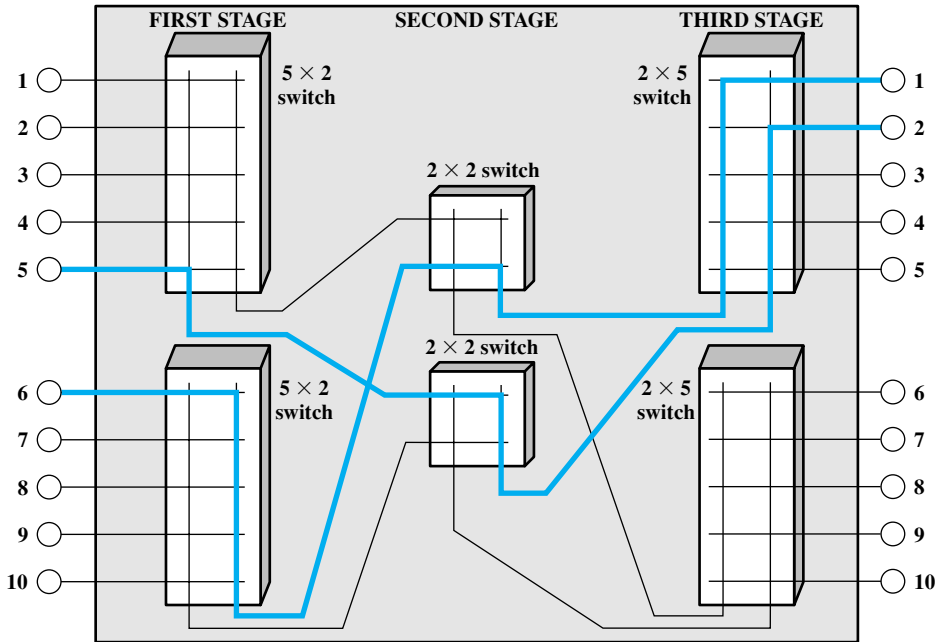 FIRST STAGE
SECOND STAGE
THIRD STAGE
5 × 2
switch
2 × 5
switch
1
2
3
4
5
1
2
3
4
5
2 × 2 switch
2 × 2 switch
5 × 2
switch
2 × 5
switch
6
7
8
9
10
6
7
8
9
10